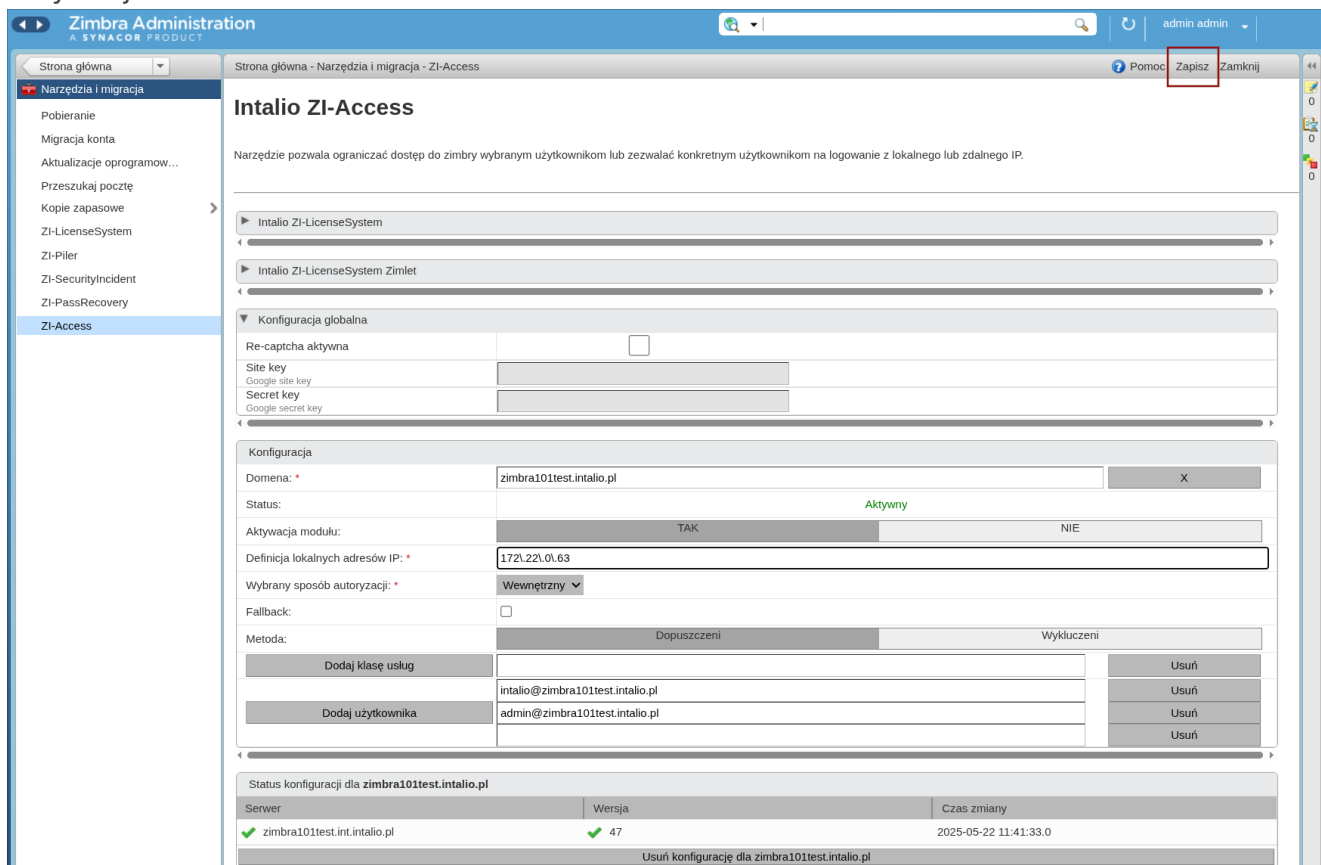 Zimbra Administration
A SYNACOR PRODUCT
admin admin
Strona główna
Strona główna - Narzędzia i migracja - ZI-Access
Pomoc
Zapisz
Zamknij
Narzędzia i migracja
Pobieranie
Migracja konta
Aktualizacje oprogramow…
Przeszukaj pocztę
Kopie zapasowe
ZI-LicenseSystem
ZI-Piler
ZI-SecurityIncident
ZI-PassRecovery
ZI-Access
0
0
0
Intalio ZI-Access
Narzędzie pozwala ograniczać dostęp do zimbry wybranym użytkownikom lub zezwalać konkretnym użytkownikom na logowanie z lokalnego lub zdalnego IP.
Intalio ZI-LicenseSystem
Intalio ZI-LicenseSystem Zimlet
Konfiguracja globalna
Re-captcha aktywna
Site key
Google site key
Secret key
Google secret key
Konfiguracja
Domena: * zimbra101test.intalio.pl X
Status: Aktywny
Aktywacja modułu: TAK NIE
Definicja lokalnych adresów IP: * 172\.22\.0\.63
Wybrany sposób autoryzacji: * Wewnętrzny
Fallback:
Metoda: Dopuszczeni Wykluczeni
Dodaj klasę usług Usuń
intalio@zimbra101test.intalio.pl Usuń
Dodaj użytkownika admin@zimbra101test.intalio.pl Usuń
Usuń
Status konfiguracji dla zimbra101test.intalio.pl
Serwer Wersja Czas zmiany
zimbra101test.int.intalio.pl 47 2025-05-22 11:41:33.0
Usuń konfigurację dla zimbra101test.intalio.pl